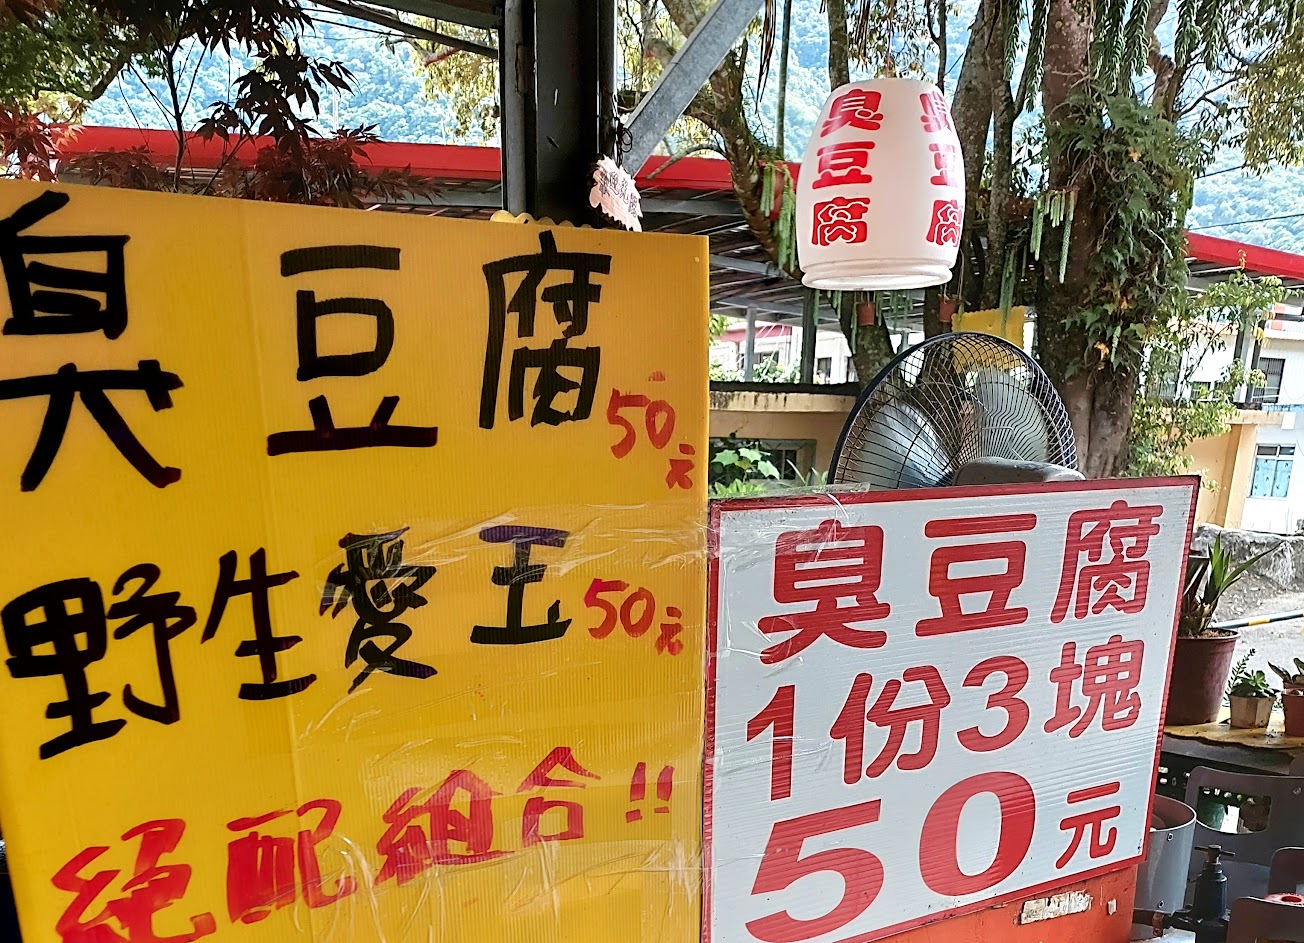 臭豆腐 50元
野生愛玉 50元
絕配組合!!
臭豆腐
臭豆腐
臭豆腐
1份3塊
50元